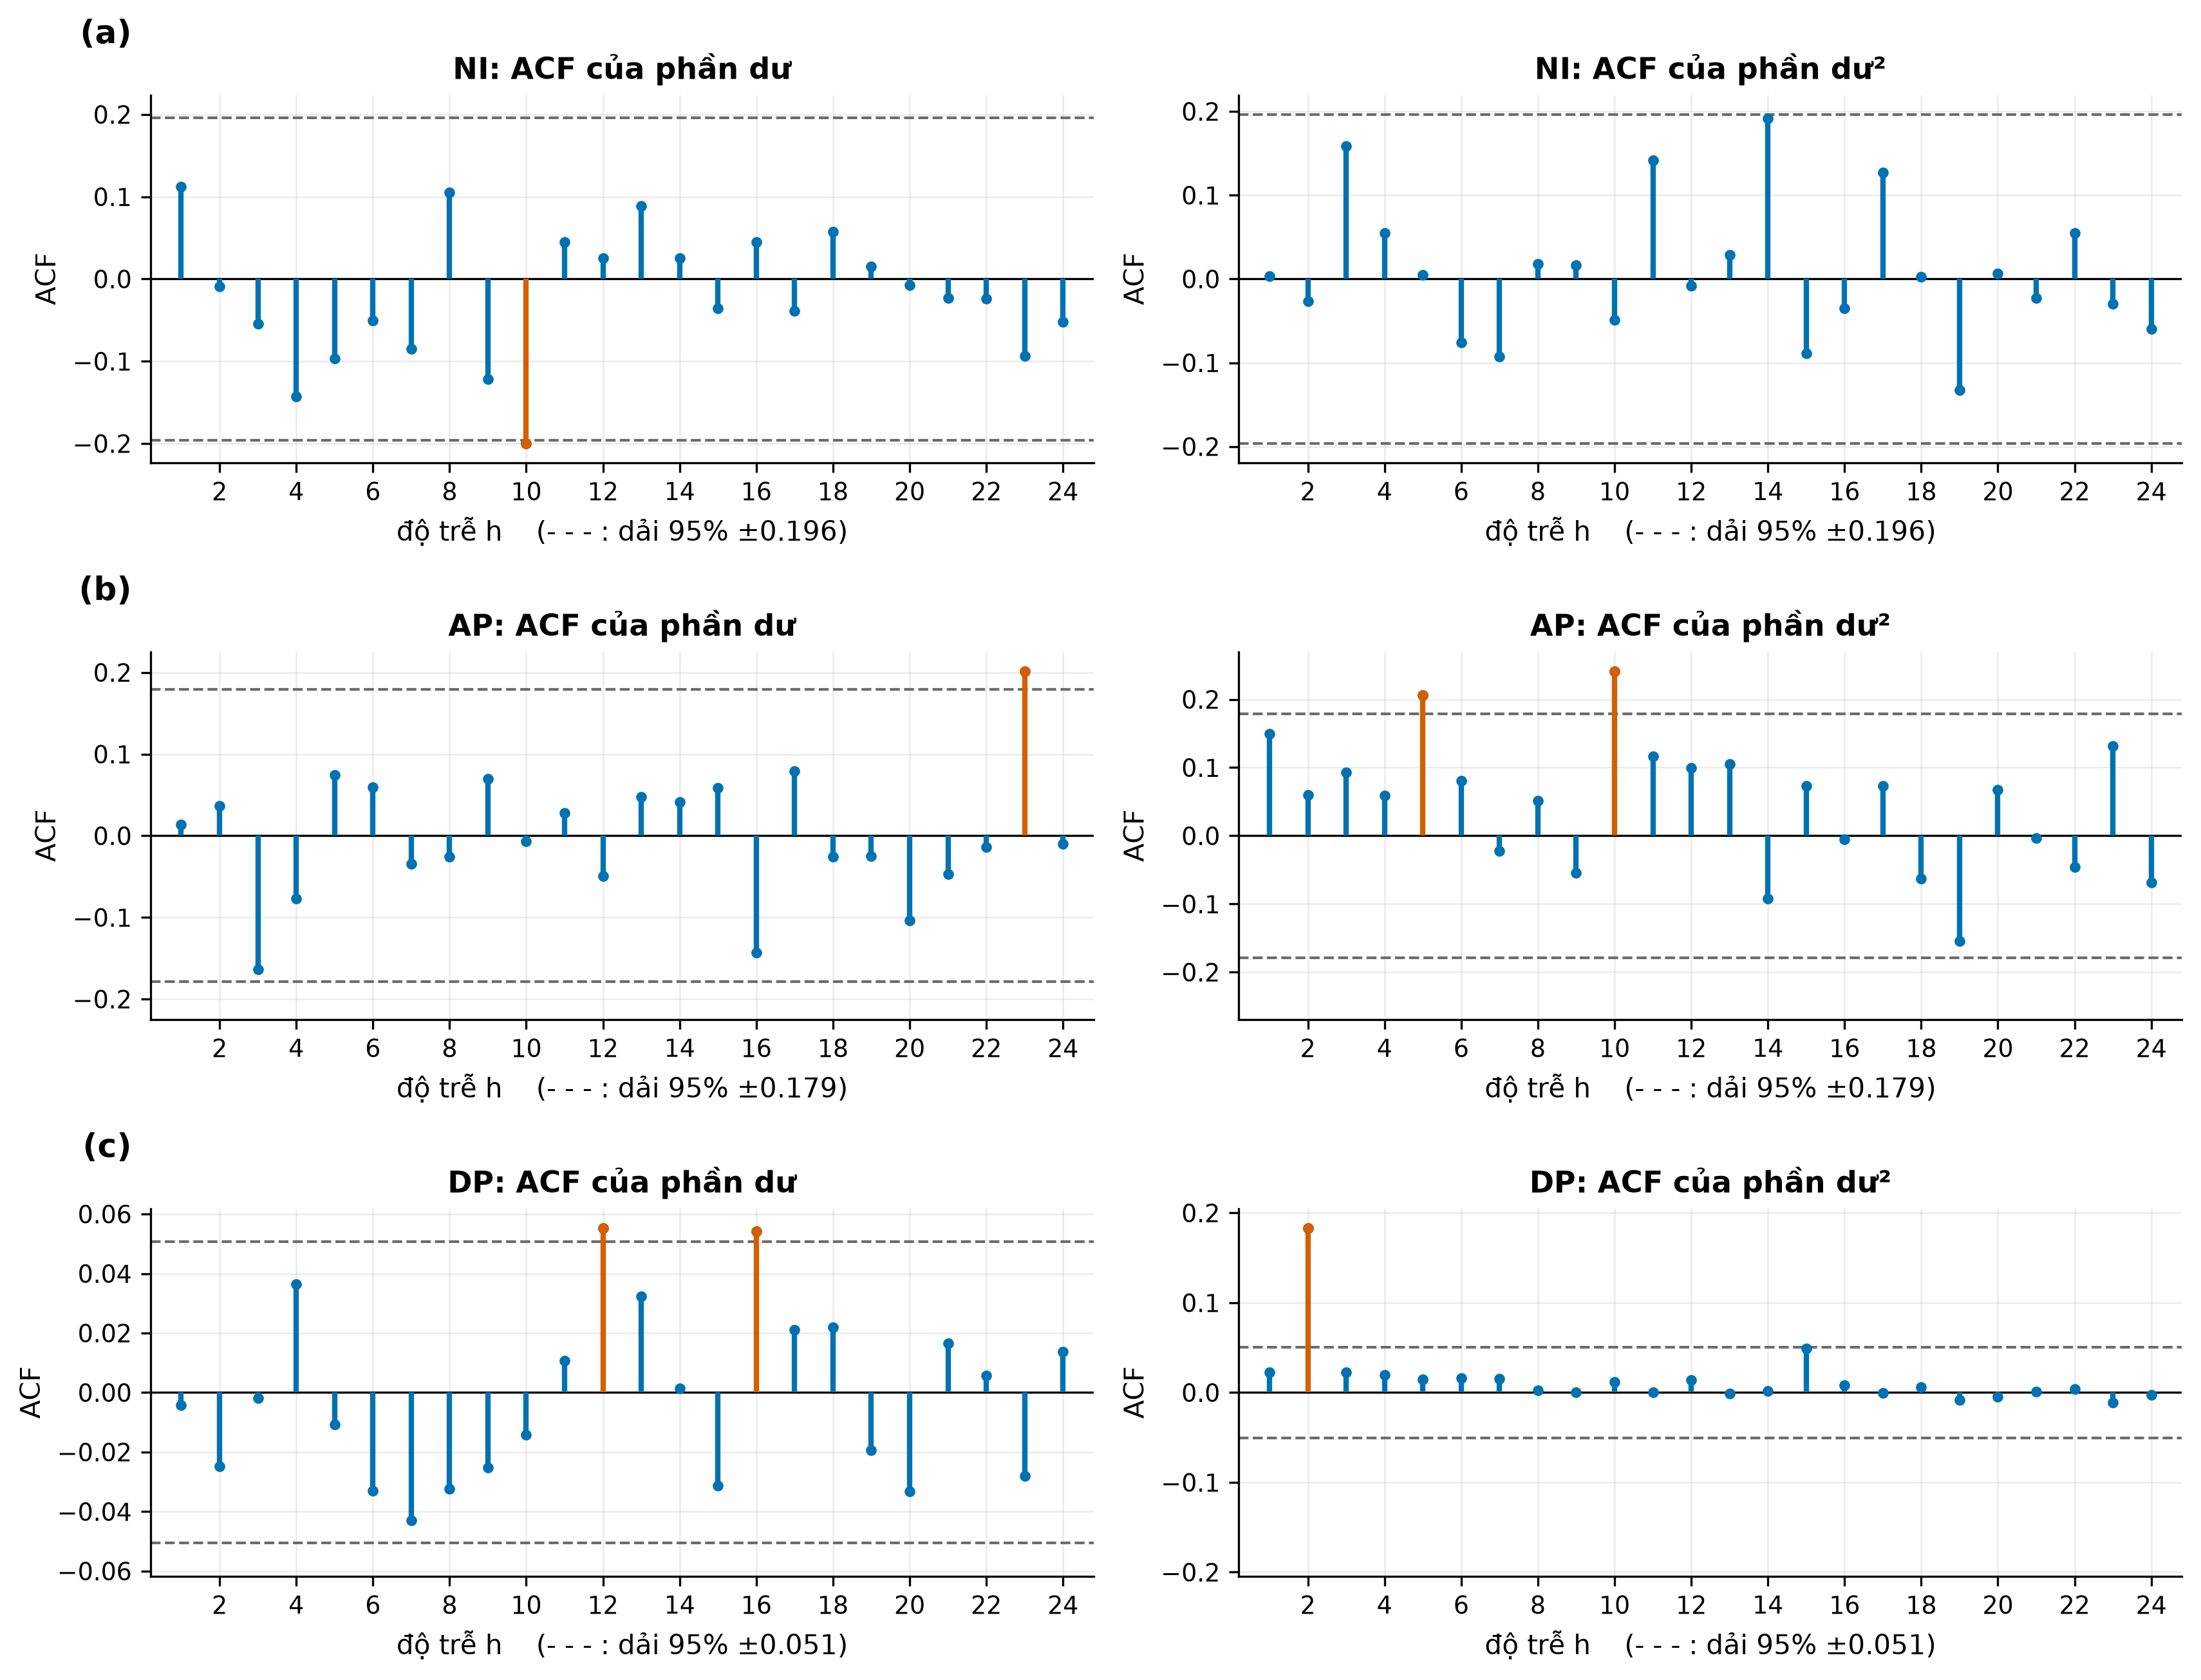 (a)
NI: ACF của phần dư
ACF
0.2
0.1
0.0
−0.1
−0.2
2 4 6 8 10 12 14 16 18 20 22 24
độ trễ h (- - - : dải 95% ±0.196)
NI: ACF của phần dư²
ACF
0.2
0.1
0.0
−0.1
−0.2
2 4 6 8 10 12 14 16 18 20 22 24
độ trễ h (- - - : dải 95% ±0.196)
(b)
AP: ACF của phần dư
ACF
0.2
0.1
0.0
−0.1
−0.2
2 4 6 8 10 12 14 16 18 20 22 24
độ trễ h (- - - : dải 95% ±0.179)
AP: ACF của phần dư²
ACF
0.2
0.1
0.0
−0.1
−0.2
2 4 6 8 10 12 14 16 18 20 22 24
độ trễ h (- - - : dải 95% ±0.179)
(c)
DP: ACF của phần dư
ACF
0.06
0.04
0.02
0.00
−0.02
−0.04
−0.06
2 4 6 8 10 12 14 16 18 20 22 24
độ trễ h (- - - : dải 95% ±0.051)
DP: ACF của phần dư²
ACF
0.2
0.1
0.0
−0.1
−0.2
2 4 6 8 10 12 14 16 18 20 22 24
độ trễ h (- - - : dải 95% ±0.051)